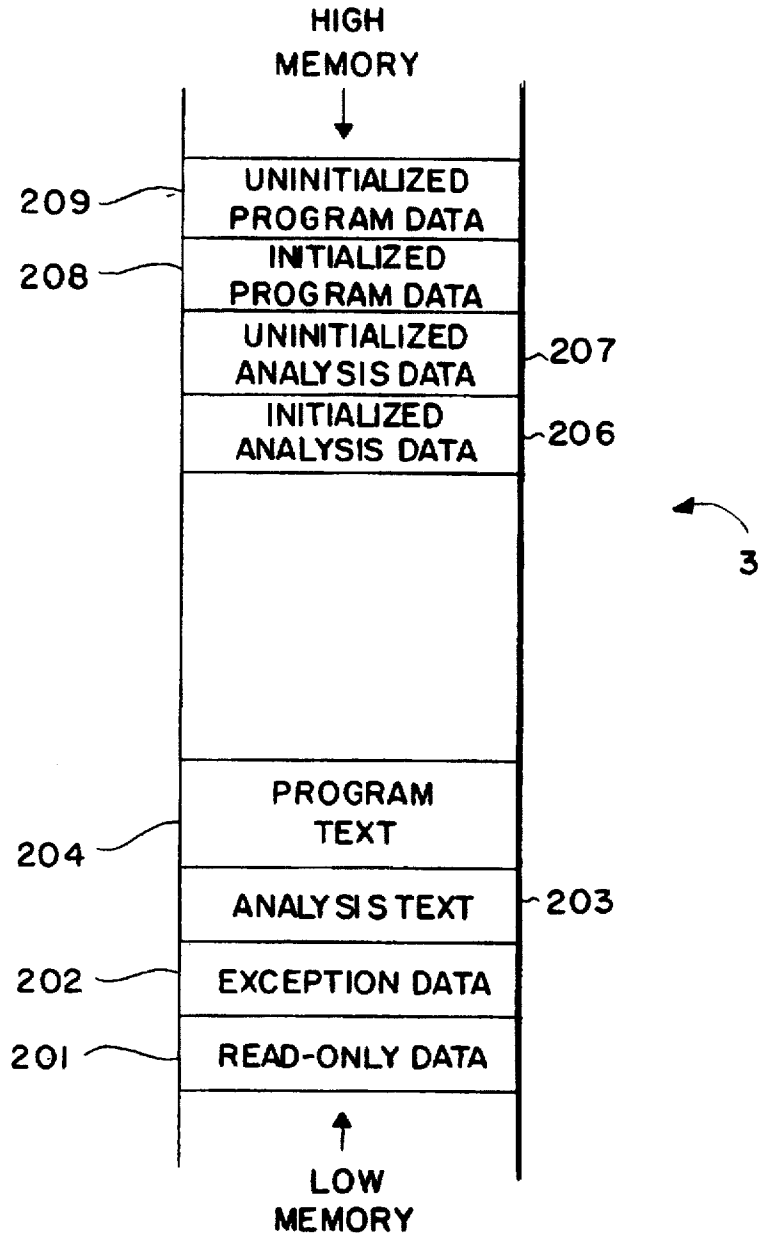 HIGH
MEMORY
209
UNINITIALIZED
PROGRAM DATA
208
INITIALIZED
PROGRAM DATA
UNINITIALIZED
ANALYSIS DATA
207
INITIALIZED
ANALYSIS DATA
206
3
PROGRAM
TEXT
204
ANALYSIS TEXT
203
202
EXCEPTION DATA
201
READ-ONLY DATA
LOW
MEMORY